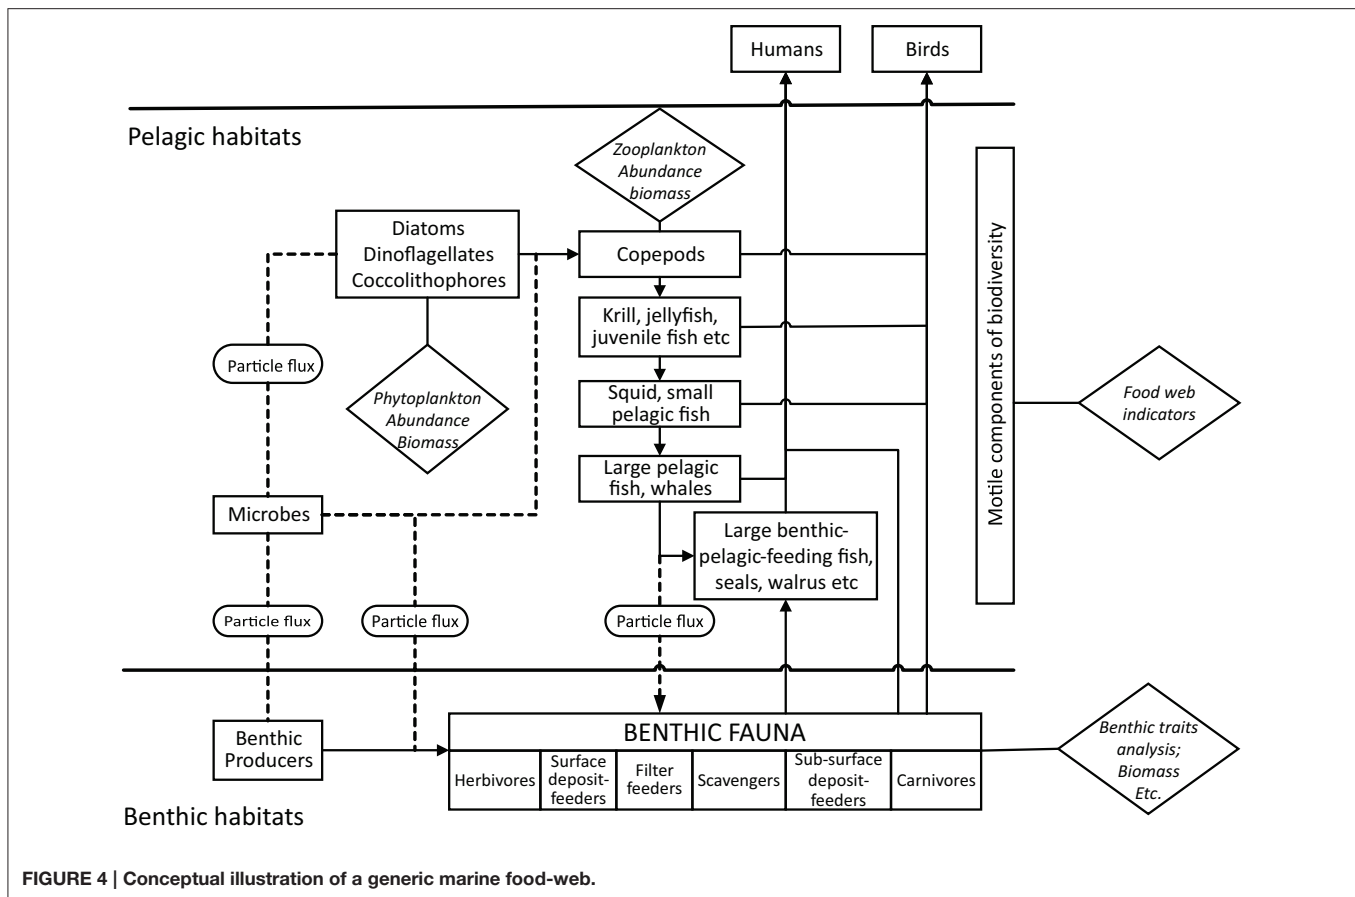 Humans
Birds
Pelagic habitats
Zooplankton
Abundance
biomass
Diatoms
Dinoflagellates
Coccolithophores
Copepods
Krill, jellyfish,
juvenile fish etc
Particle flux
Phytoplankton
Abundance
Biomass
Squid, small
pelagic fish
Large pelagic
fish, whales
Motile components of biodiversity
Food web
indicators
Microbes
Large benthic-
pelagic-feeding fish,
seals, walrus etc
Particle flux
Particle flux
Particle flux
Benthic
Producers
BENTHIC FAUNA
Herbivores
Surface
deposit-
feeders
Filter
feeders
Scavengers
Sub-surface
deposit-
feeders
Carnivores
Benthic traits
analysis;
Biomass
Etc.
Benthic habitats
FIGURE 4 | Conceptual illustration of a generic marine food-web.